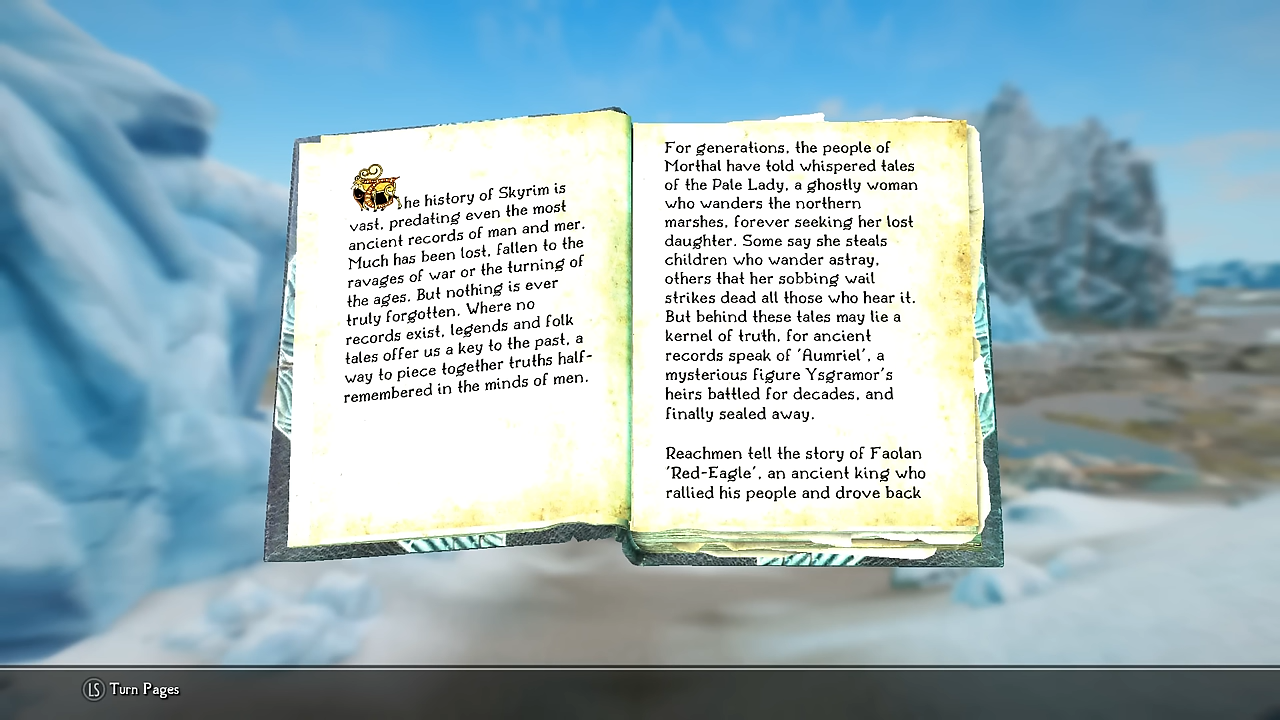 The history of Skyrim is
vast, predating even the most
ancient records of man and mer.
Much has been lost, fallen to the
ravages of war or the turning of
the ages. But nothing is ever
truly forgotten. Where no
records exist, legends and folk
tales offer us a key to the past, a
way to piece together truths half-
remembered in the minds of men.
For generations, the people of
Morthal have told whispered tales
of the Pale Lady, a ghostly woman
who wanders the northern
marshes, forever seeking her lost
daughter. Some say she steals
children who wander astray,
others that her sobbing wail
strikes dead all those who hear it.
But behind these tales may lie a
kernel of truth, for ancient
records speak of 'Aumriel', a
mysterious figure Ysgramor's
heirs battled for decades, and
finally sealed away.
Reachmen tell the story of Faolan
'Red-Eagle', an ancient king who
rallied his people and drove back
LS Turn Pages